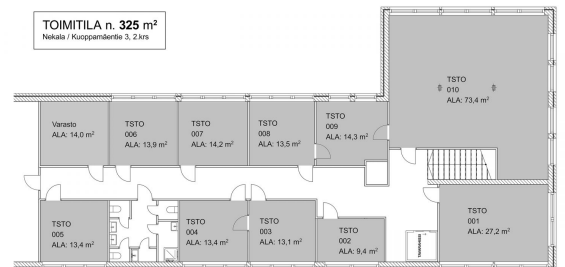 TOIMITILA n. 325 m²
Nekala / Kuoppamäentie 3, 2.krs
TSTO
010
ALA: 73,4 m²
Varasto
ALA: 14,0 m²
TSTO
006
ALA: 13,9 m²
TSTO
007
ALA: 14,2 m²
TSTO
008
ALA: 13,5 m²
TSTO
009
ALA: 14,3 m²
TSTO
005
ALA: 13,4 m²
TSTO
004
ALA: 13,4 m²
TSTO
003
ALA: 13,1 m²
TSTO
002
ALA: 9,4 m²
TSTO
001
ALA: 27,2 m²